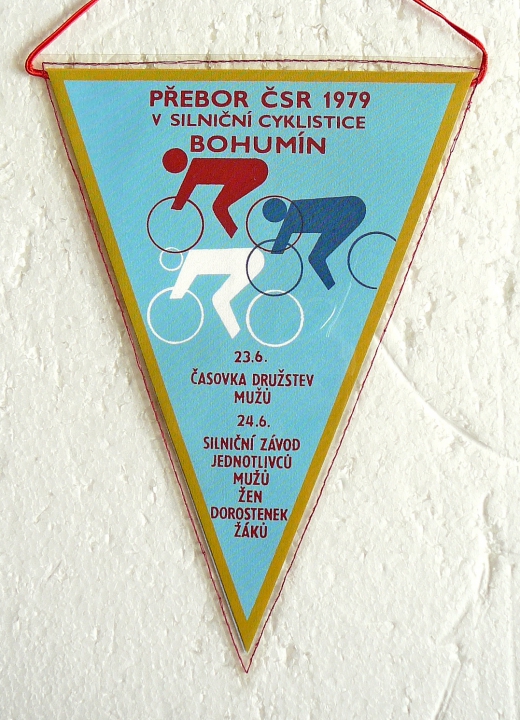 PŘEBOR ČSR 1979
V SILNIČNÍ CYKLISTICE
BOHUMÍN
23.6.
ČASOVKA DRUŽSTEV
MUŽŮ
24.6.
SILNIČNÍ ZÁVOD
JEDNOTLIVCŮ
MUŽŮ
ŽEN
DOROSTENEK
ŽÁKŮ